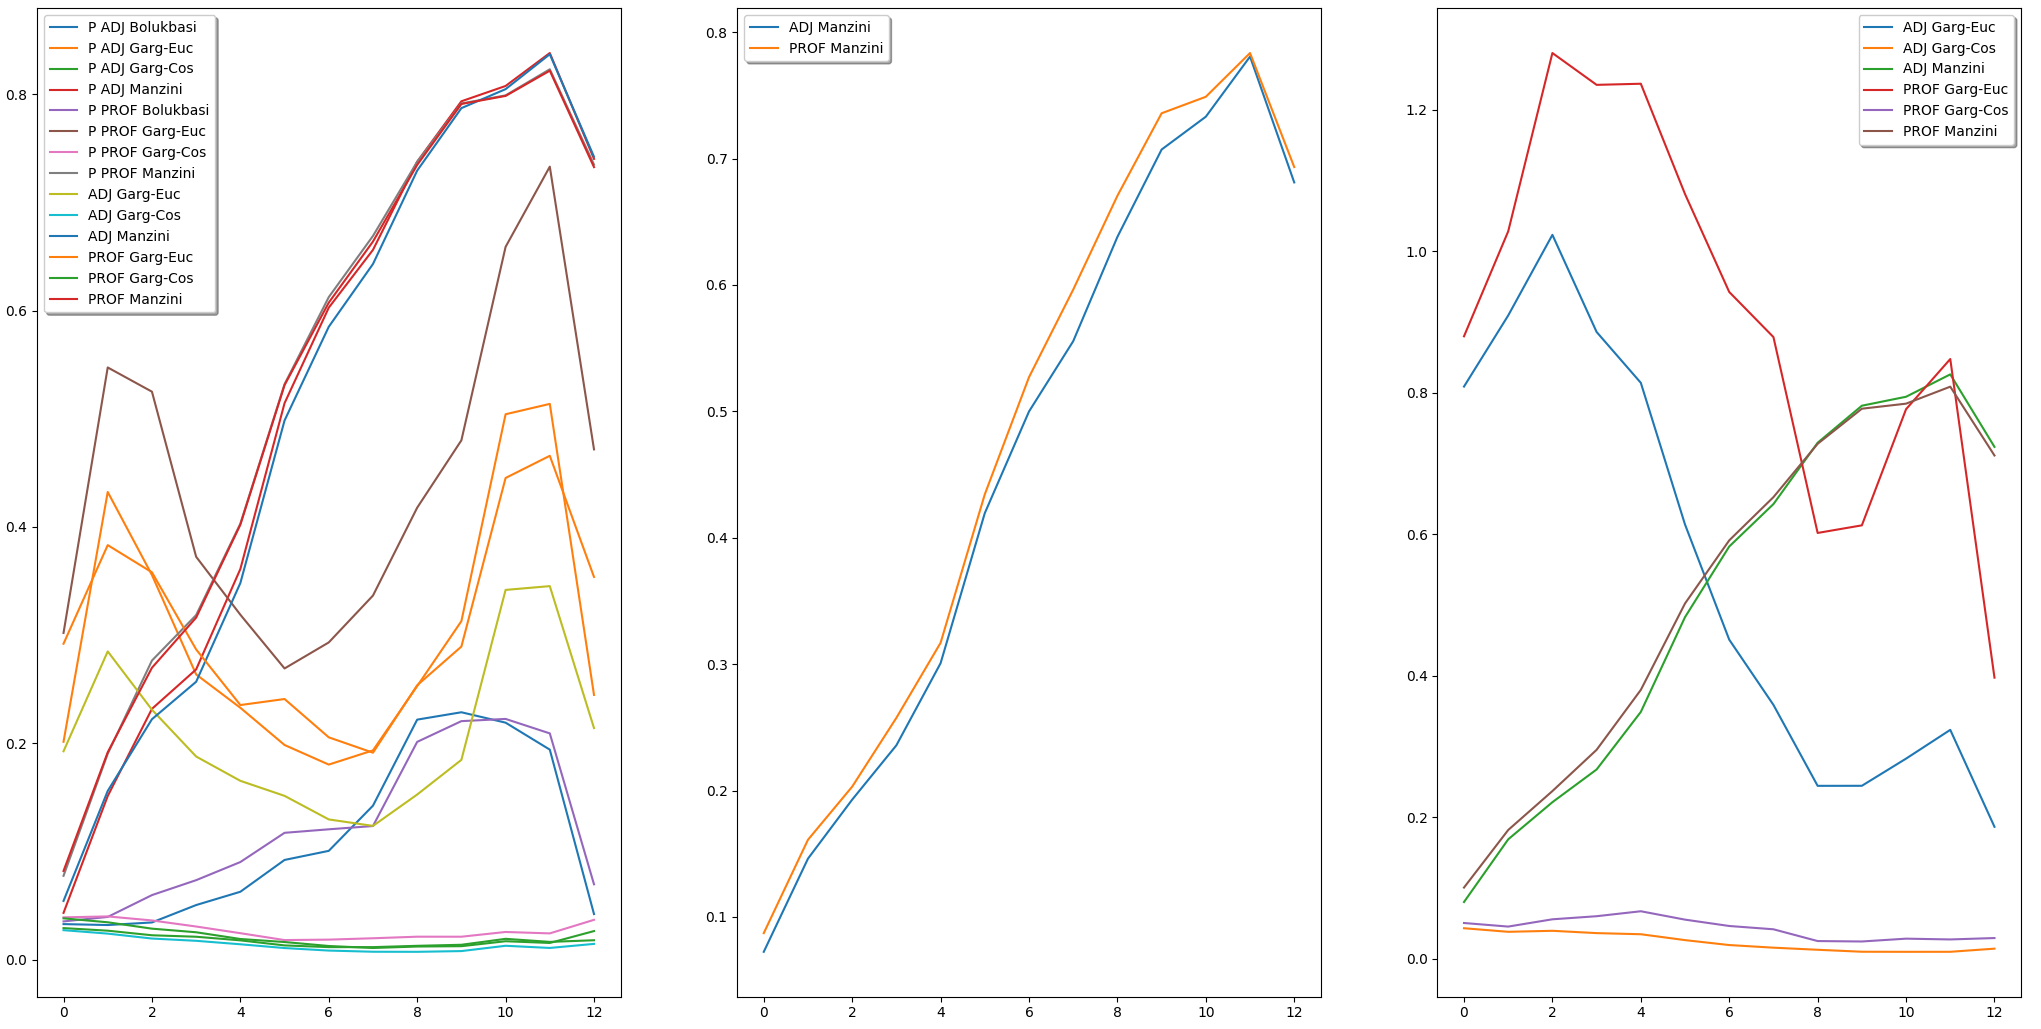 P ADJ Bolukbasi
P ADJ Garg-Euc
P ADJ Garg-Cos
P ADJ Manzini
P PROF Bolukbasi
P PROF Garg-Euc
P PROF Garg-Cos
P PROF Manzini
ADJ Garg-Euc
ADJ Garg-Cos
ADJ Manzini
PROF Garg-Euc
PROF Garg-Cos
PROF Manzini
0.8
0.6
0.4
0.2
0.0
0 2 4 6 8 10 12
ADJ Manzini
PROF Manzini
0.8
0.7
0.6
0.5
0.4
0.3
0.2
0.1
0 2 4 6 8 10 12
ADJ Garg-Euc
ADJ Garg-Cos
ADJ Manzini
PROF Garg-Euc
PROF Garg-Cos
PROF Manzini
1.2
1.0
0.8
0.6
0.4
0.2
0.0
0 2 4 6 8 10 12